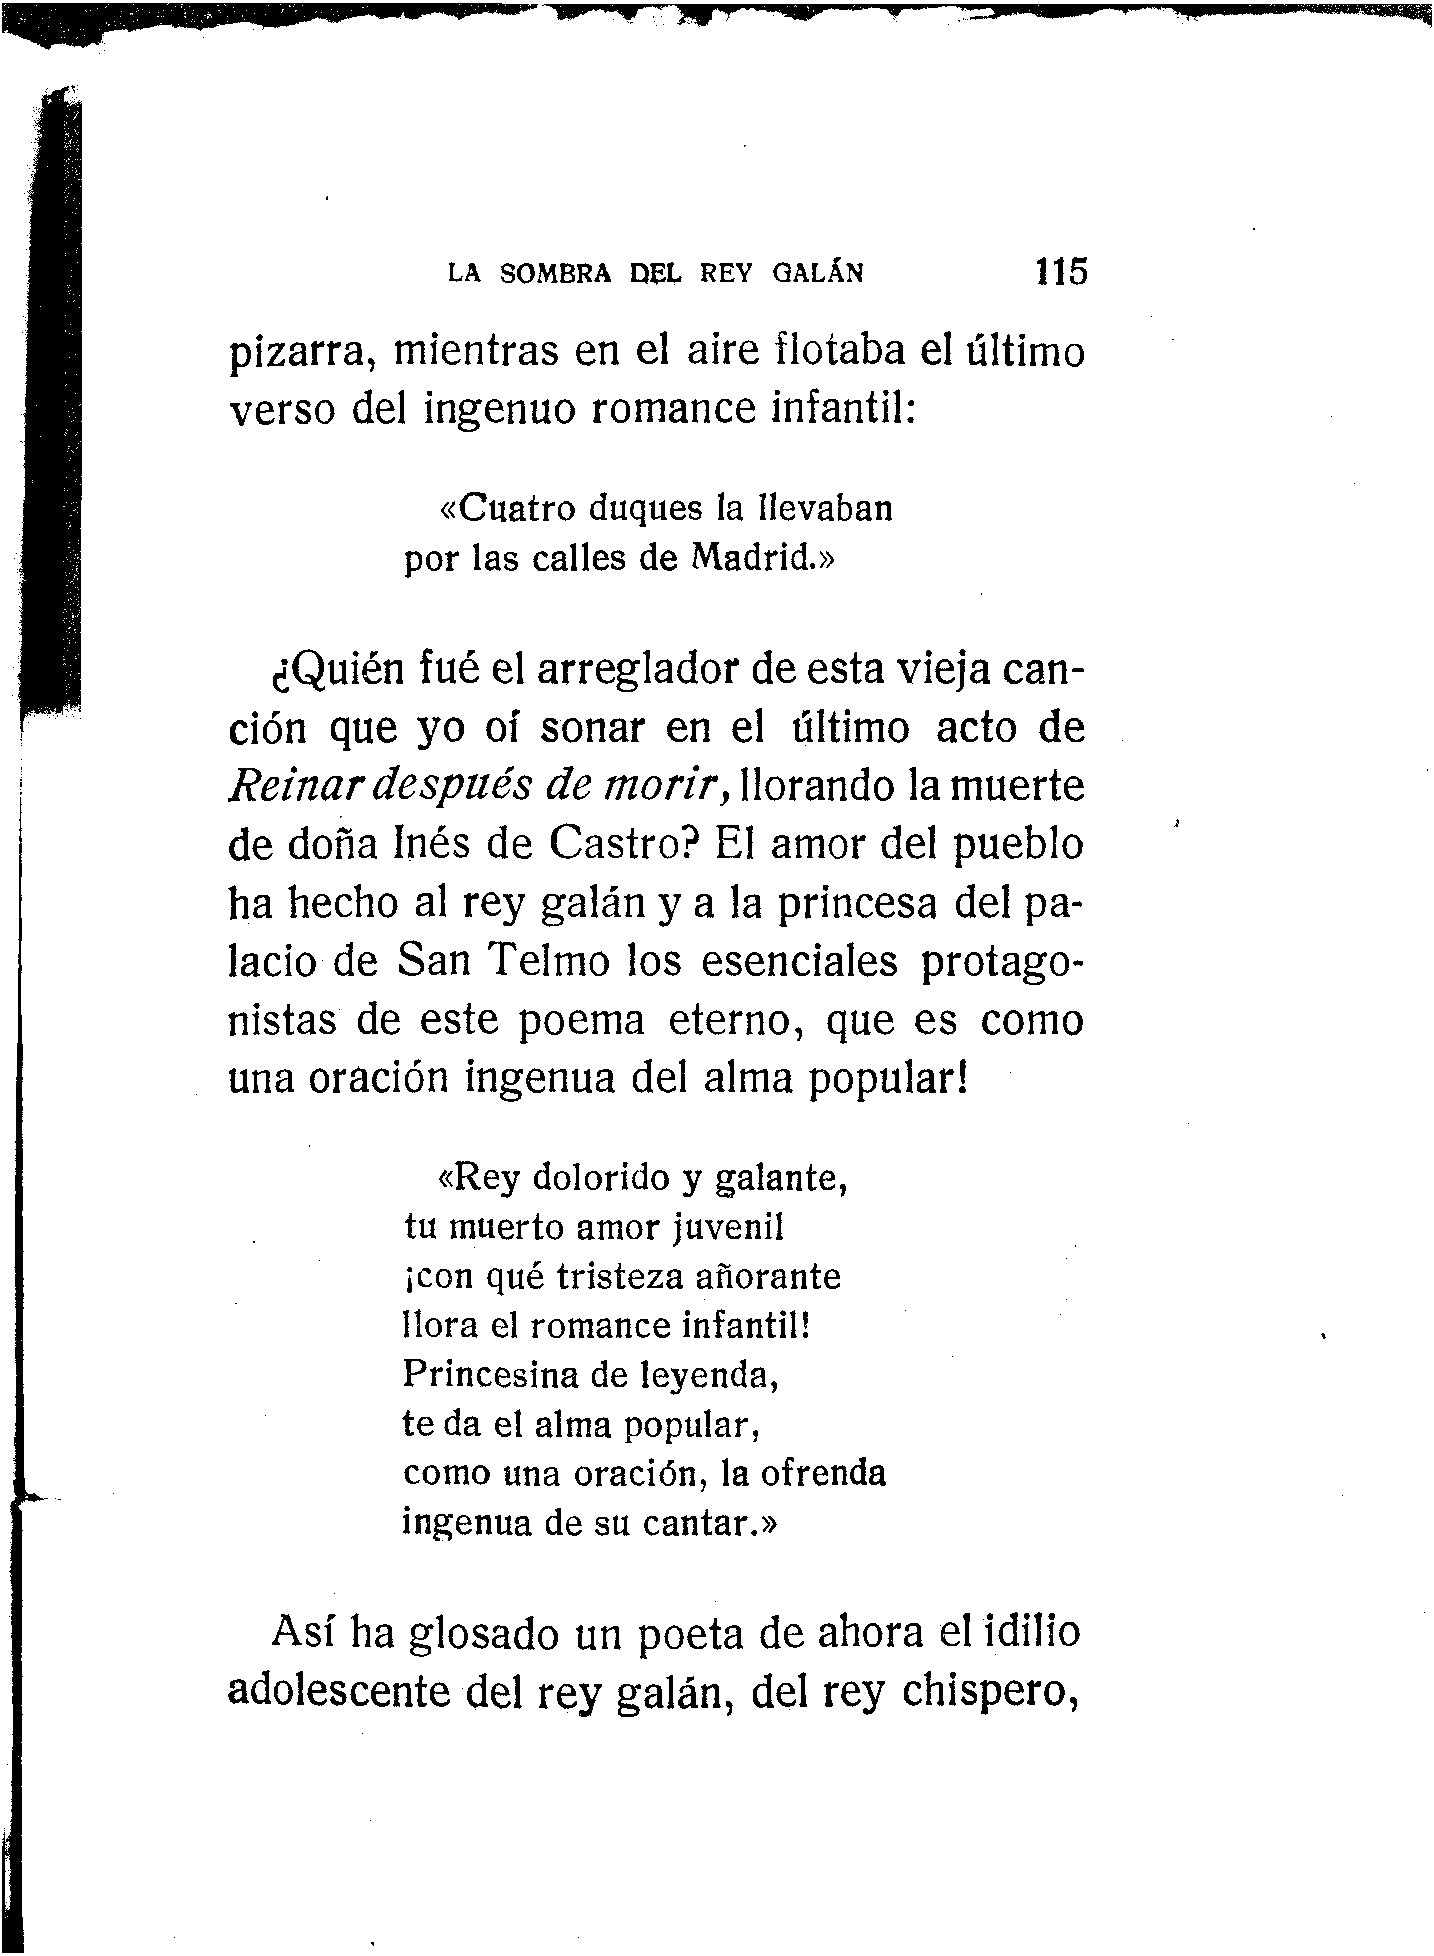 LA SOMBRA DEL REY GALÁN 115
pizarra, mientras en el aire flotaba el último
verso del ingenuo romance infantil:
«Cuatro duques la llevaban
por las calles de Madrid.»
¿Quién fué el arreglador de esta vieja can-
ción que yo oí sonar en el último acto de
Reinar después de morir, llorando la muerte
de doña Inés de Castro? El amor del pueblo
ha hecho al rey galán y a la princesa del pa-
lacio de San Telmo los esenciales protago-
nistas de este poema eterno, que es como
una oración ingenua del alma popular!
«Rey dolorido y galante,
tu muerto amor juvenil
¡con qué tristeza añorante
llora el romance infantil!
Princesina de leyenda,
te da el alma popular,
como una oración, la ofrenda
ingenua de su cantar.»
Así ha glosado un poeta de ahora el idilio
adolescente del rey galán, del rey chispero,